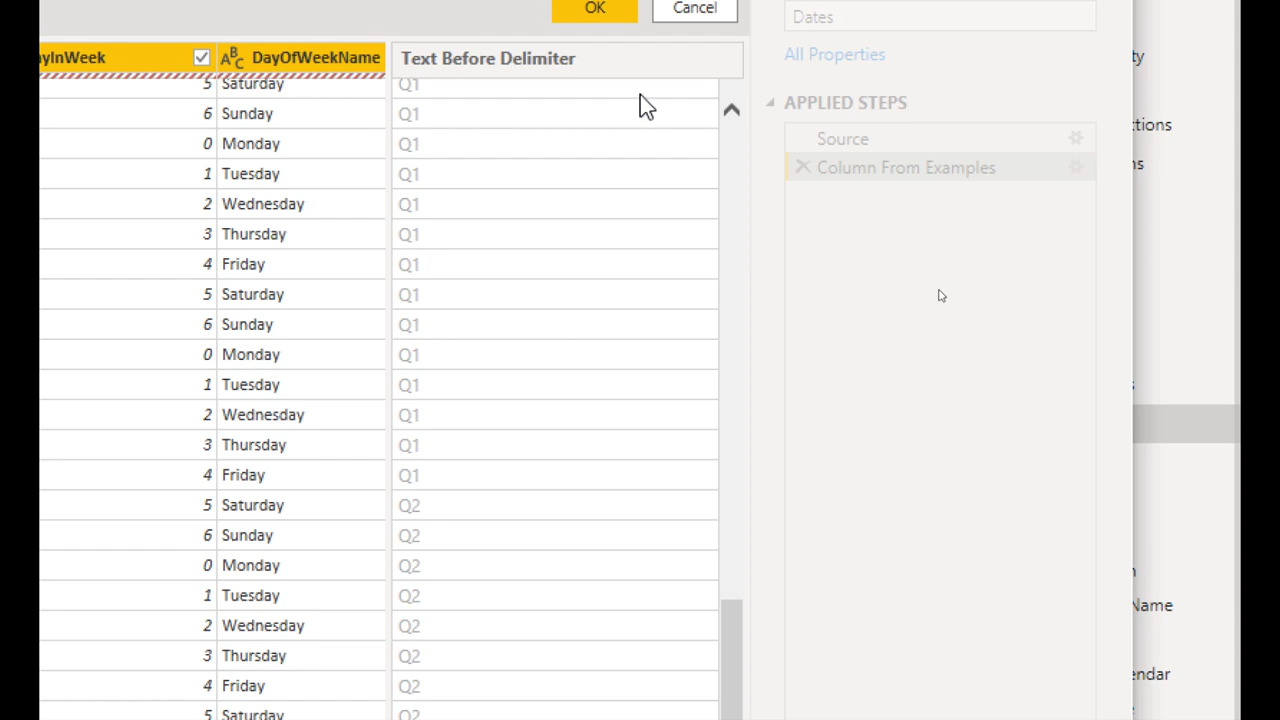 OK Cancel
Dates
All Properties
APPLIED STEPS
Source
Column From Examples
yInWeek ABC DayOfWeekName Text Before Delimiter
5 Saturday Q1
6 Sunday Q1
0 Monday Q1
1 Tuesday Q1
2 Wednesday Q1
3 Thursday Q1
4 Friday Q1
5 Saturday Q1
6 Sunday Q1
0 Monday Q1
1 Tuesday Q1
2 Wednesday Q1
3 Thursday Q1
4 Friday Q1
5 Saturday Q2
6 Sunday Q2
0 Monday Q2
1 Tuesday Q2
2 Wednesday Q2
3 Thursday Q2
4 Friday Q2
5 Saturday Q2
ty
ctions
ns
s
n
Name
endar